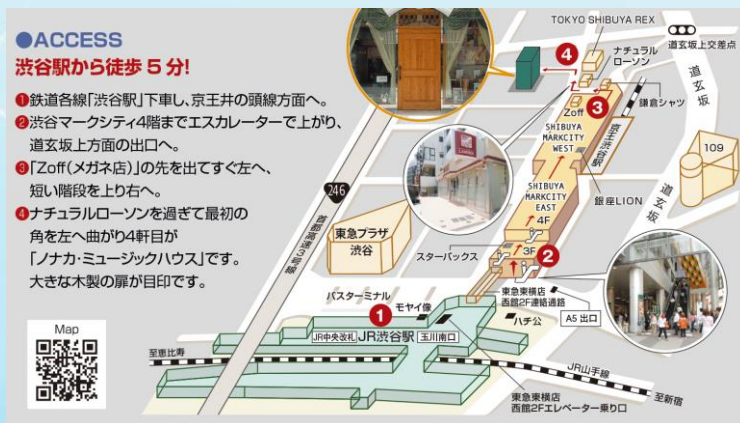 ●ACCESS
渋谷駅から徒歩5分!
❶鉄道各線「渋谷駅」下車し、京王井の頭線方面へ。
❷渋谷マークシティ4階までエスカレーターで上がり、
道玄坂上方面の出口へ。
❸「Zoff(メガネ店)」の先を出てすぐ左へ、
短い階段を上り右へ。
❹ナチュラルローソンを過ぎて最初の
角を左へ曲がり4軒目が
「ノナカ・ミュージックハウス」です。
大きな木製の扉が目印です。
Map
TOKYO SHIBUYA REX
ナチュラル
ローソン
道玄坂上交差点
道玄坂
❹
❸
鎌倉シャツ
Zoff
SHIBUYA
MARKCITY
WEST
京王渋谷駅
109
246
首都高速3号線
SHIBUYA
MARKCITY
EAST
4F
銀座LION
道玄坂
東急プラザ
渋谷
スターバックス
3F
❷
バスターミナル
モヤイ像
東急東横店
西館2F連絡通路
A5 出口
❶
ハチ公
JR中央改札
JR渋谷駅
玉川南口
至恵比寿
JR山手線
東急東横店
西館2Fエレベーター乗り口
至新宿